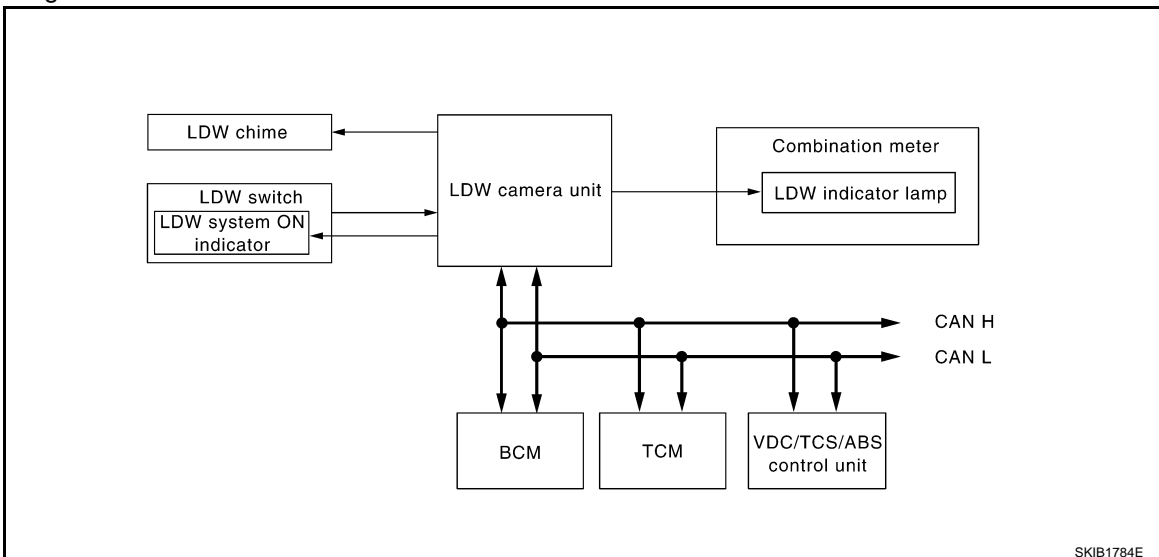 LDW chime
LDW switch
LDW system ON
indicator
LDW camera unit
Combination meter
LDW indicator lamp
CAN H
CAN L
BCM
TCM
VDC/TCS/ABS
control unit
SKIB1784E